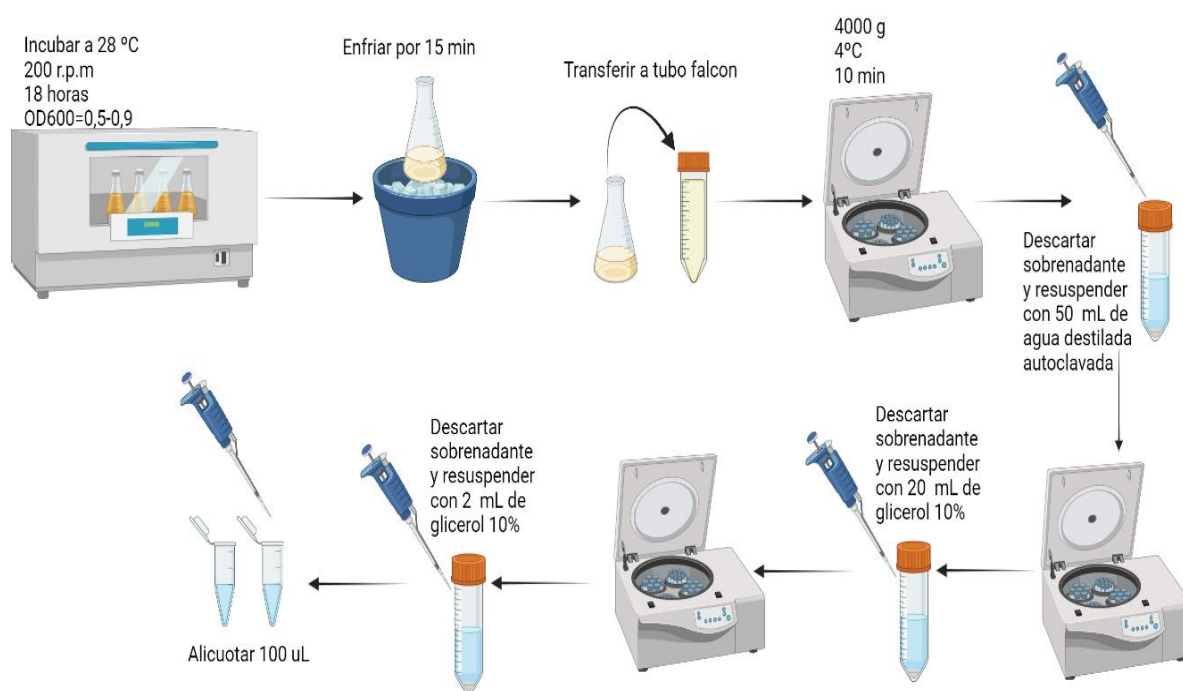 Incubar a 28 ºC
200 r.p.m
18 horas
OD600=0,5-0,9
Enfriar por 15 min
Transferir a tubo falcon
4000 g
4ºC
10 min
Descartar
sobrenadante
y resuspender
con 50 mL de
agua destilada
autoclavada
Descartar
sobrenadante
y resuspender
con 20 mL de
glicerol 10%
Descartar
sobrenadante
y resuspender
con 2 mL de
glicerol 10%
Alicuotar 100 uL